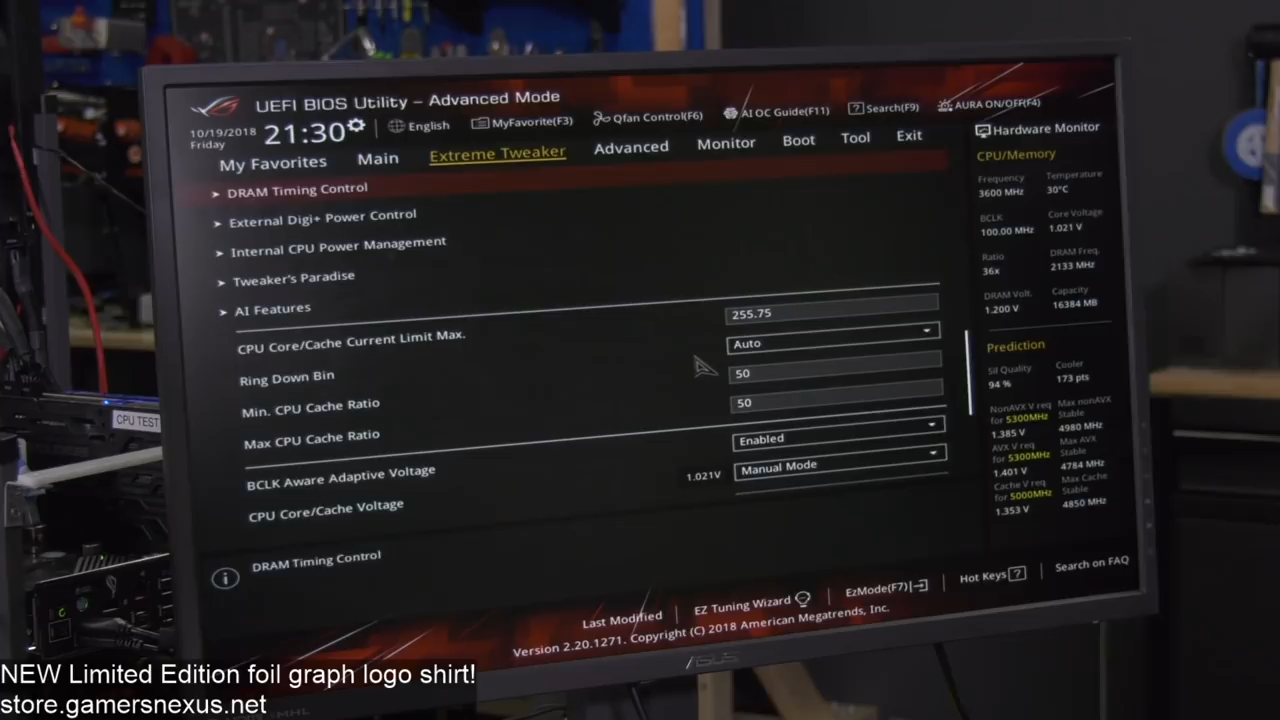 UEFI BIOS Utility – Advanced Mode
10/19/2018
Friday
21:30
English
MyFavorite(F3)
Qfan Control(F6)
AI OC Guide(F11)
Search(F9)
AURA ON/OFF(F4)
My Favorites
Main
Extreme Tweaker
Advanced
Monitor
Boot
Tool
Exit
Hardware Monitor
DRAM Timing Control
External Digi+ Power Control
Internal CPU Power Management
Tweaker's Paradise
AI Features
CPU Core/Cache Current Limit Max.
255.75
Ring Down Bin
Auto
Min. CPU Cache Ratio
50
Max CPU Cache Ratio
50
BCLK Aware Adaptive Voltage
Enabled
CPU Core/Cache Voltage
1.021V
Manual Mode
DRAM Timing Control
CPU/Memory
Frequency
3600 MHz
Temperature
30°C
BCLK
100.00 MHz
Core Voltage
1.021 V
Ratio
36x
DRAM Freq.
2133 MHz
DRAM Volt.
1.200 V
Capacity
16384 MB
Prediction
Sil Quality
94 %
Cooler
173 pts
NonAVX V req
for 5300MHz
1.385 V
Max nonAVX
Stable
4980 MHz
AVX V req
for 5300MHz
1.401 V
Max AVX
Stable
4784 MHz
Cache V req
for 5000MHz
1.353 V
Max Cache
Stable
4850 MHz
Last Modified
EZ Tuning Wizard
EzMode(F7)
Hot Keys ?
Search on FAQ
Version 2.20.1271. Copyright (C) 2018 American Megatrends, Inc.
ASUS
CPU TEST
NEW Limited Edition foil graph logo shirt!
store.gamersnexus.net